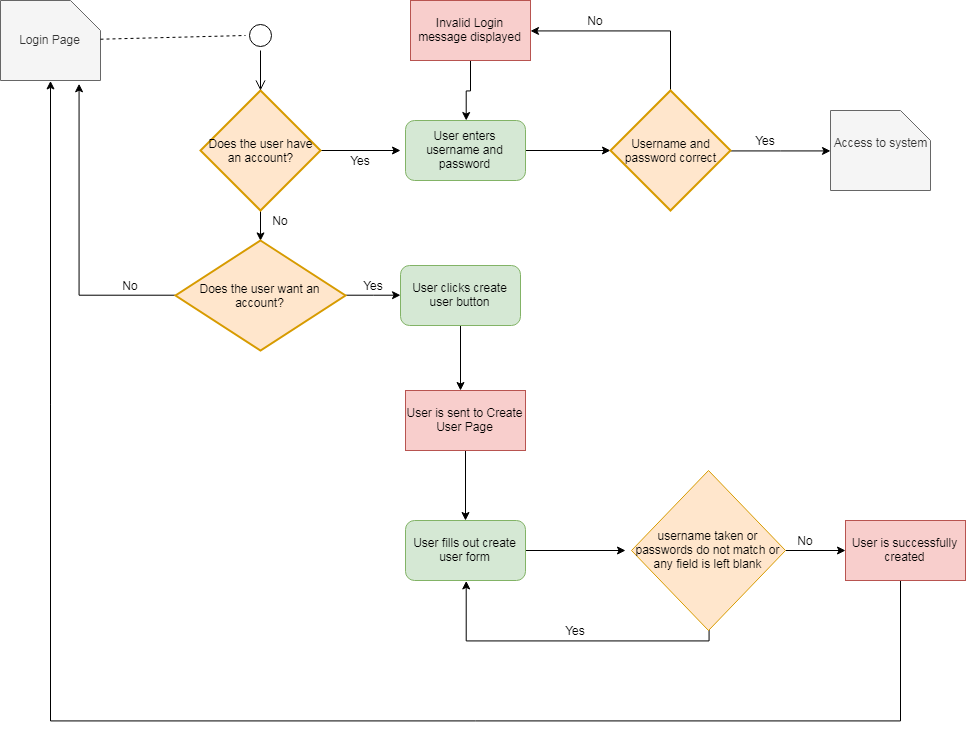 Login Page
Invalid Login
message displayed
No
Does the user have
an account?
Yes
User enters
username and
password
Username and
password correct
Yes
Access to system
No
Does the user want an
account?
No
Yes
User clicks create
user button
User is sent to Create
User Page
User fills out create
user form
username taken or
passwords do not match or
any field is left blank
No
User is successfully
created
Yes